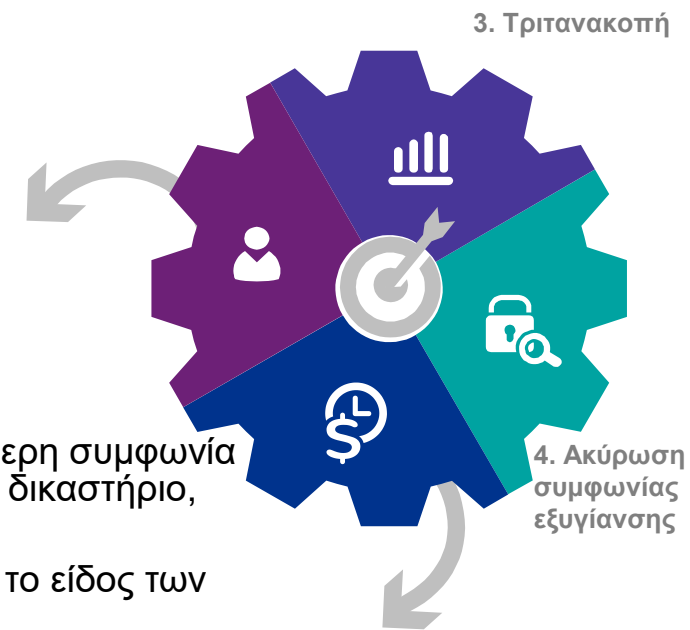 3. Τριτανακοπή
ερη συμφωνία
δικαστήριο,
το είδος των
4. Ακύρωση
συμφωνίας
εξυγίανσης